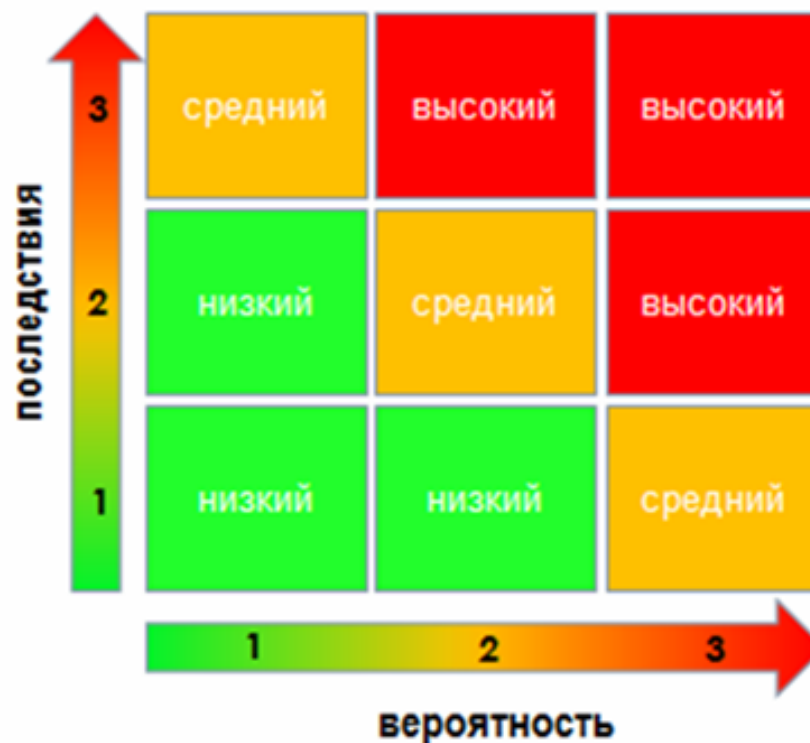 3
средний
высокий
высокий
последствия
2
низкий
средний
высокий
1
низкий
низкий
средний
1
2
3
вероятность